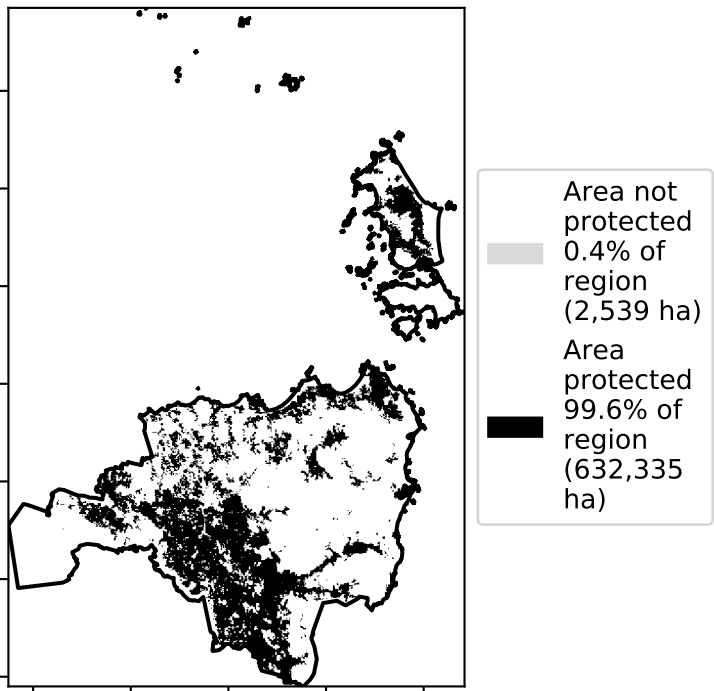 Area not
protected
0.4% of
region
(2,539 ha)
Area
protected
99.6% of
region
(632,335
ha)